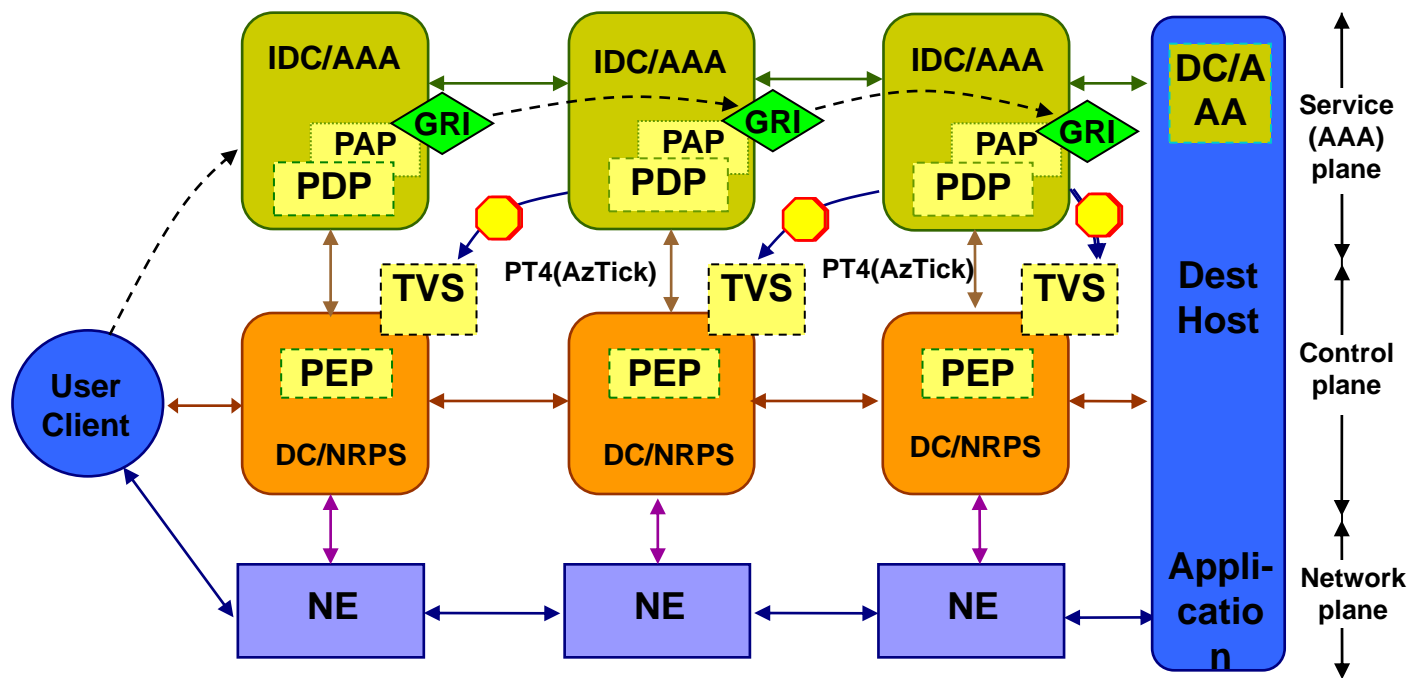 IDC/AAA
GRI
PAP
PDP
IDC/AAA
GRI
PAP
PDP
IDC/AAA
GRI
PAP
PDP
DC/A
AA
Service
(AAA)
plane
TVS
PT4(AzTick)
TVS
PT4(AzTick)
TVS
Dest
Host
User
Client
PEP
DC/NRPS
PEP
DC/NRPS
PEP
DC/NRPS
Control
plane
NE
NE
NE
Appli-
catio
n
Network
plane